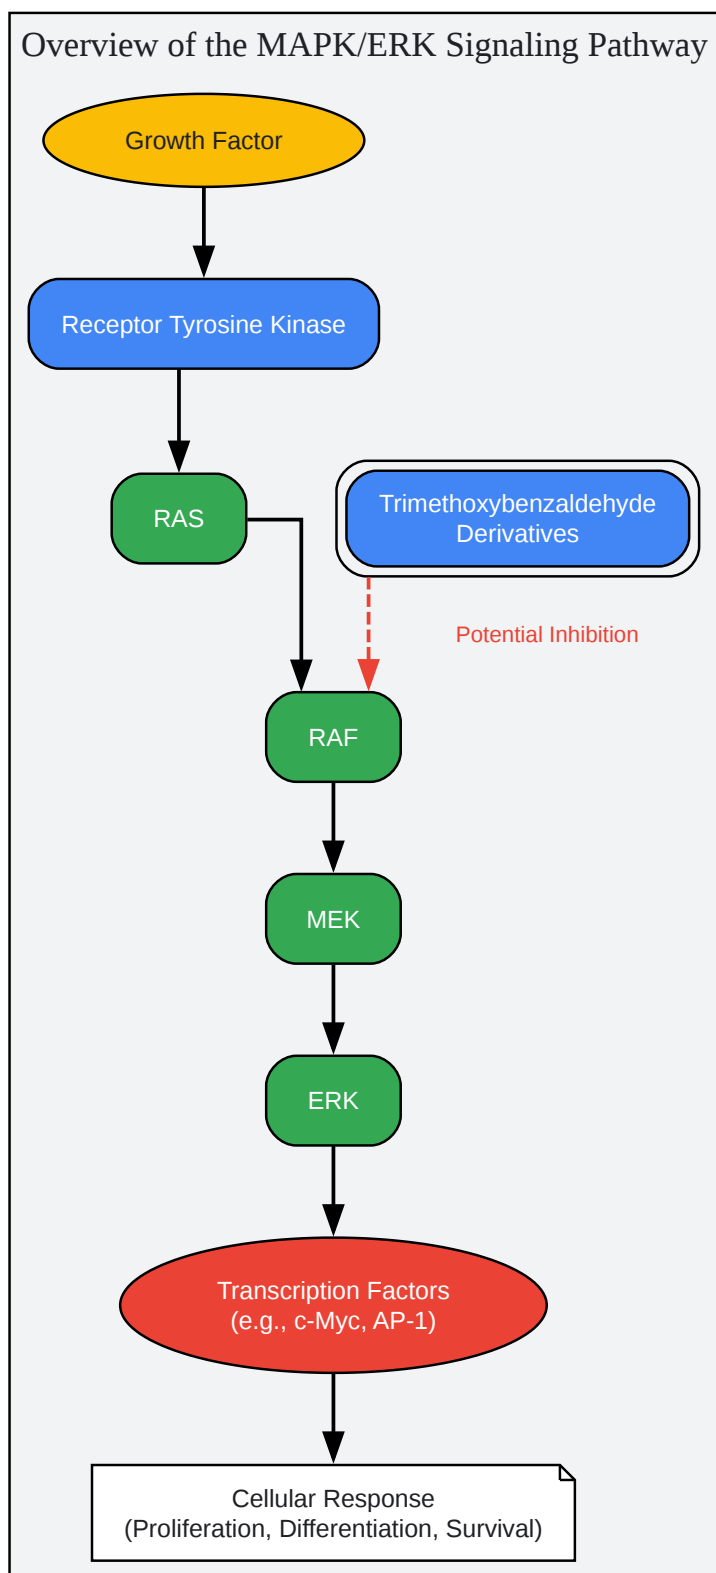 Overview of the MAPK/ERK Signaling Pathway
Growth Factor
Receptor Tyrosine Kinase
RAS
Trimethoxybenzaldehyde
Derivatives
Potential Inhibition
RAF
MEK
ERK
Transcription Factors
(e.g., c-Myc, AP-1)
Cellular Response
(Proliferation, Differentiation, Survival)